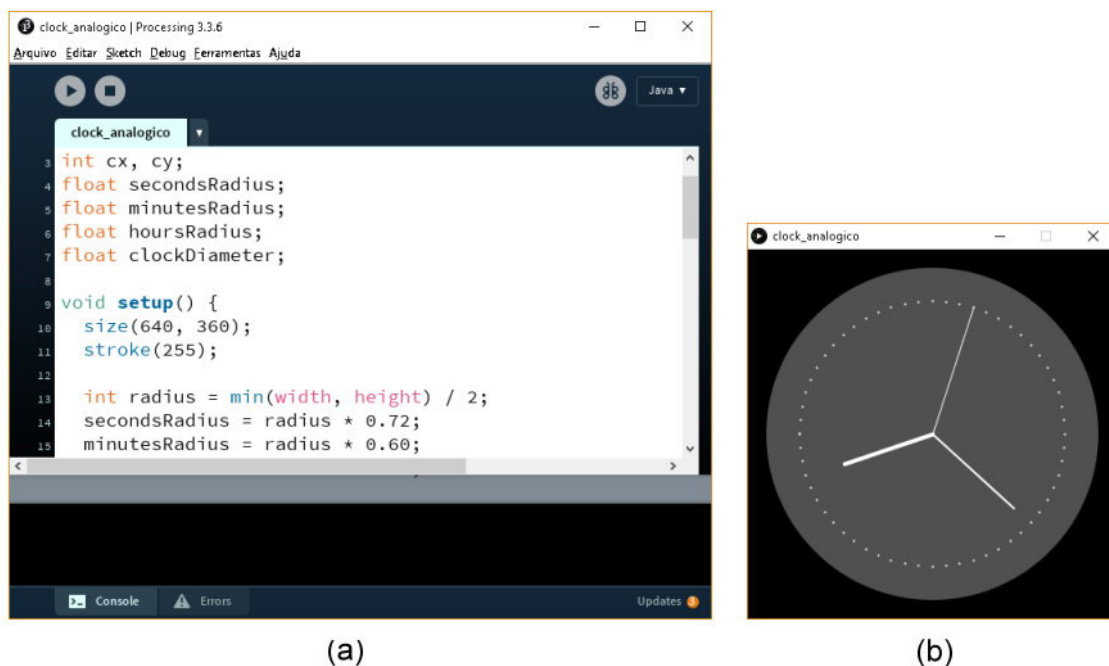 clock_analogico | Processing 3.3.6
Arquivo Editar Sketch Debug Ferramentas Ajuda
Java ▾
clock_analogico ▾
3 int cx, cy;
4 float secondsRadius;
5 float minutesRadius;
6 float hoursRadius;
7 float clockDiameter;
8
9 void setup() {
10 size(640, 360);
11 stroke(255);
12
13 int radius = min(width, height) / 2;
14 secondsRadius = radius * 0.72;
15 minutesRadius = radius * 0.60;
Console Errors Updates 3
clock_analogico
(a)
(b)